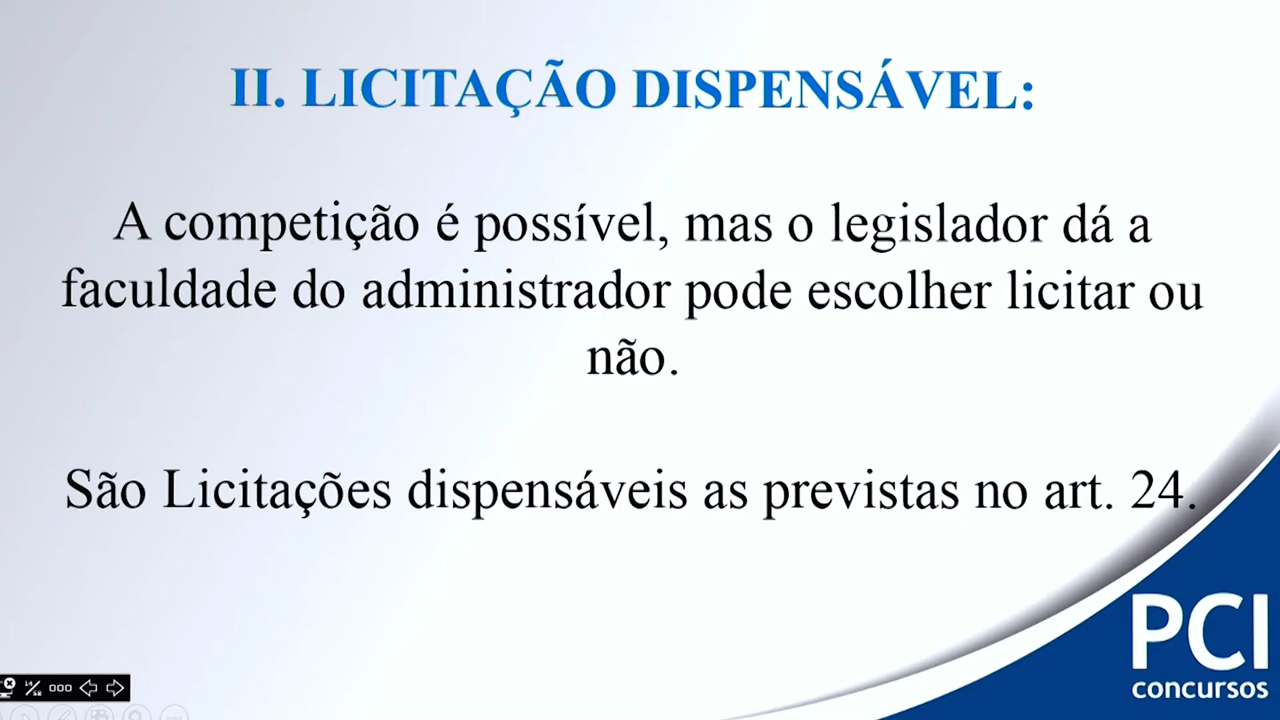 II. LICITAÇÃO DISPENSÁVEL:
A competição é possível, mas o legislador dá a
faculdade do administrador pode escolher licitar ou
não.
São Licitações dispensáveis as previstas no art. 24.
PCI
concursos